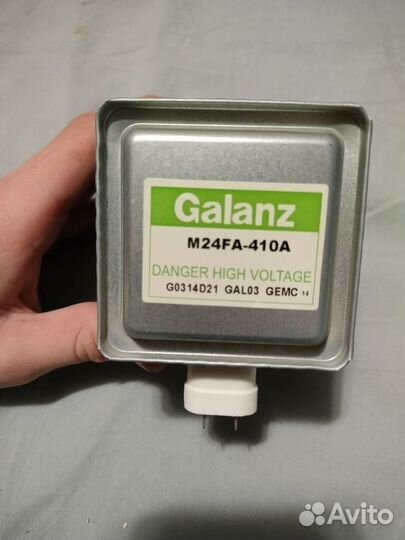 Galanz
M24FA-410A
DANGER HIGH VOLTAGE
G0314D21 GAL03 GEMC 14
Avito